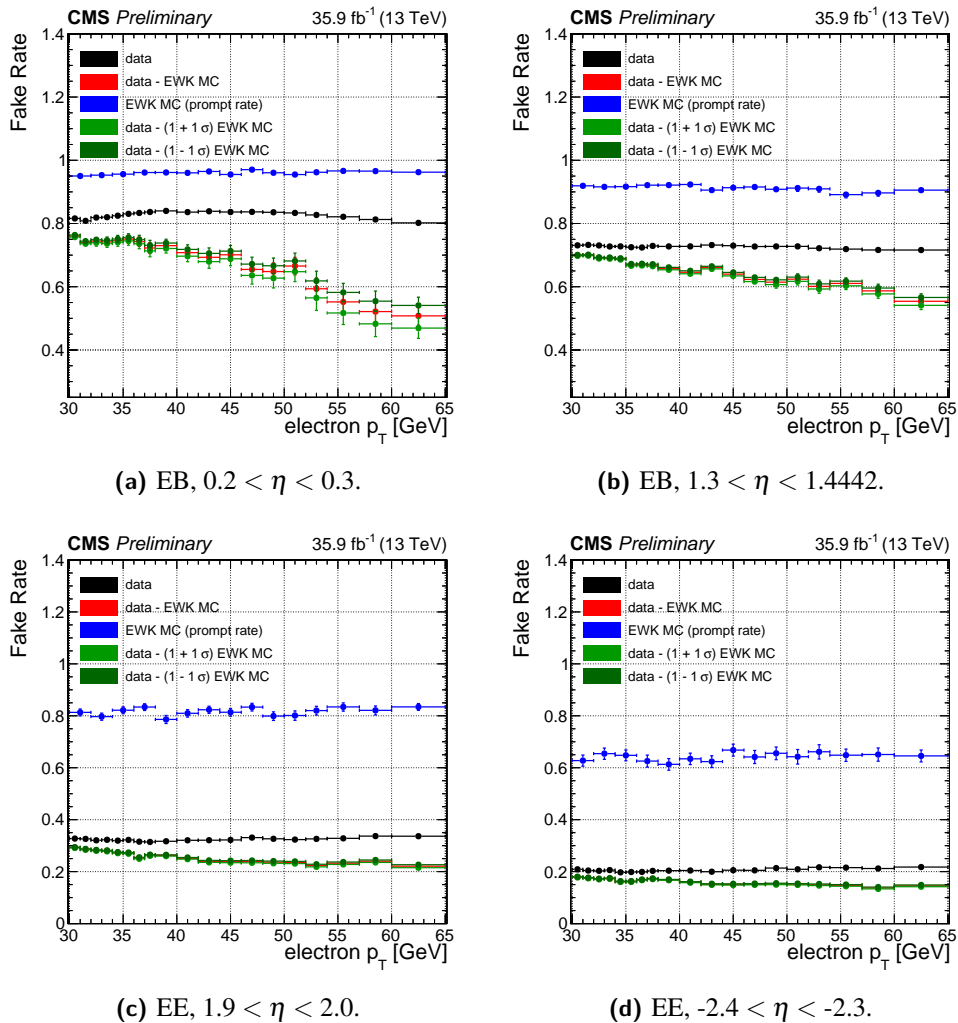 CMS Preliminary 35.9 fb⁻¹ (13 TeV)
Fake Rate
1.4
1.2
1
0.8
0.6
0.4
data
data - EWK MC
EWK MC (prompt rate)
data - (1 + 1 σ) EWK MC
data - (1 - 1 σ) EWK MC
30 35 40 45 50 55 60 65
electron p_T [GeV]
(a) EB, 0.2 < η < 0.3.
CMS Preliminary 35.9 fb⁻¹ (13 TeV)
Fake Rate
1.4
1.2
1
0.8
0.6
0.4
data
data - EWK MC
EWK MC (prompt rate)
data - (1 + 1 σ) EWK MC
data - (1 - 1 σ) EWK MC
30 35 40 45 50 55 60 65
electron p_T [GeV]
(b) EB, 1.3 < η < 1.4442.
CMS Preliminary 35.9 fb⁻¹ (13 TeV)
Fake Rate
1.4
1.2
1
0.8
0.6
0.4
0.2
0
data
data - EWK MC
EWK MC (prompt rate)
data - (1 + 1 σ) EWK MC
data - (1 - 1 σ) EWK MC
30 35 40 45 50 55 60 65
electron p_T [GeV]
(c) EE, 1.9 < η < 2.0.
CMS Preliminary 35.9 fb⁻¹ (13 TeV)
Fake Rate
1.4
1.2
1
0.8
0.6
0.4
0.2
0
data
data - EWK MC
EWK MC (prompt rate)
data - (1 + 1 σ) EWK MC
data - (1 - 1 σ) EWK MC
30 35 40 45 50 55 60 65
electron p_T [GeV]
(d) EE, -2.4 < η < -2.3.